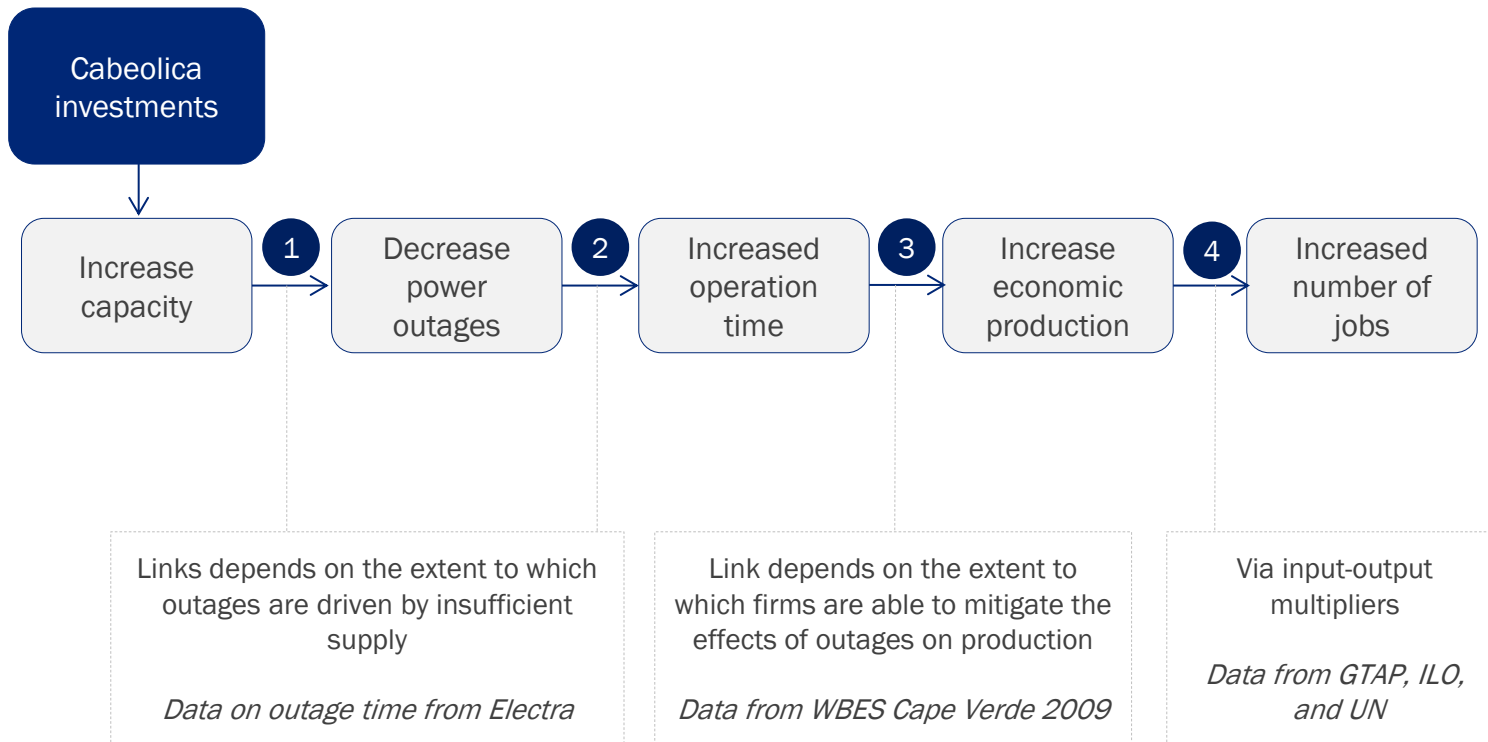 Cabeolica
investments
Increase
capacity
1
Decrease
power
outages
2
Increased
operation
time
3
Increase
economic
production
4
Increased
number of
jobs
Links depends on the extent to which
outages are driven by insufficient
supply
Data on outage time from Electra
Link depends on the extent to
which firms are able to mitigate the
effects of outages on production
Data from WBES Cape Verde 2009
Via input-output
multipliers
Data from GTAP, ILO,
and UN